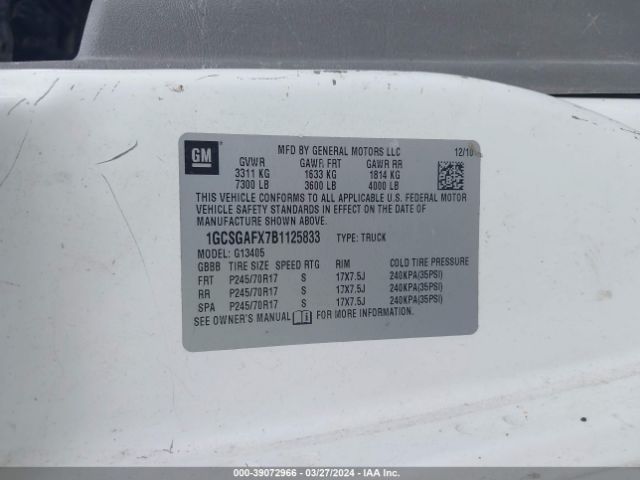 GM
MFD BY GENERAL MOTORS LLC 12/10
GVWR GAWR FRT GAWR RR
3311 KG 1633 KG 1814 KG
7300 LB 3600 LB 4000 LB
THIS VEHICLE CONFORMS TO ALL APPLICABLE U.S. FEDERAL MOTOR
VEHICLE SAFETY STANDARDS IN EFFECT ON THE DATE OF
MANUFACTURE SHOWN ABOVE.
1GCSGAFX7B1125833 TYPE: TRUCK
MODEL: G13405
GBBB TIRE SIZE SPEED RTG RIM COLD TIRE PRESSURE
FRT P245/70R17 S 17X7.5J 240KPA(35PSI)
RR P245/70R17 S 17X7.5J 240KPA(35PSI)
SPA P245/70R17 S 17X7.5J 240KPA(35PSI)
SEE OWNER'S MANUAL FOR MORE INFORMATION.
000-39072966 - 03/27/2024 - IAA Inc.